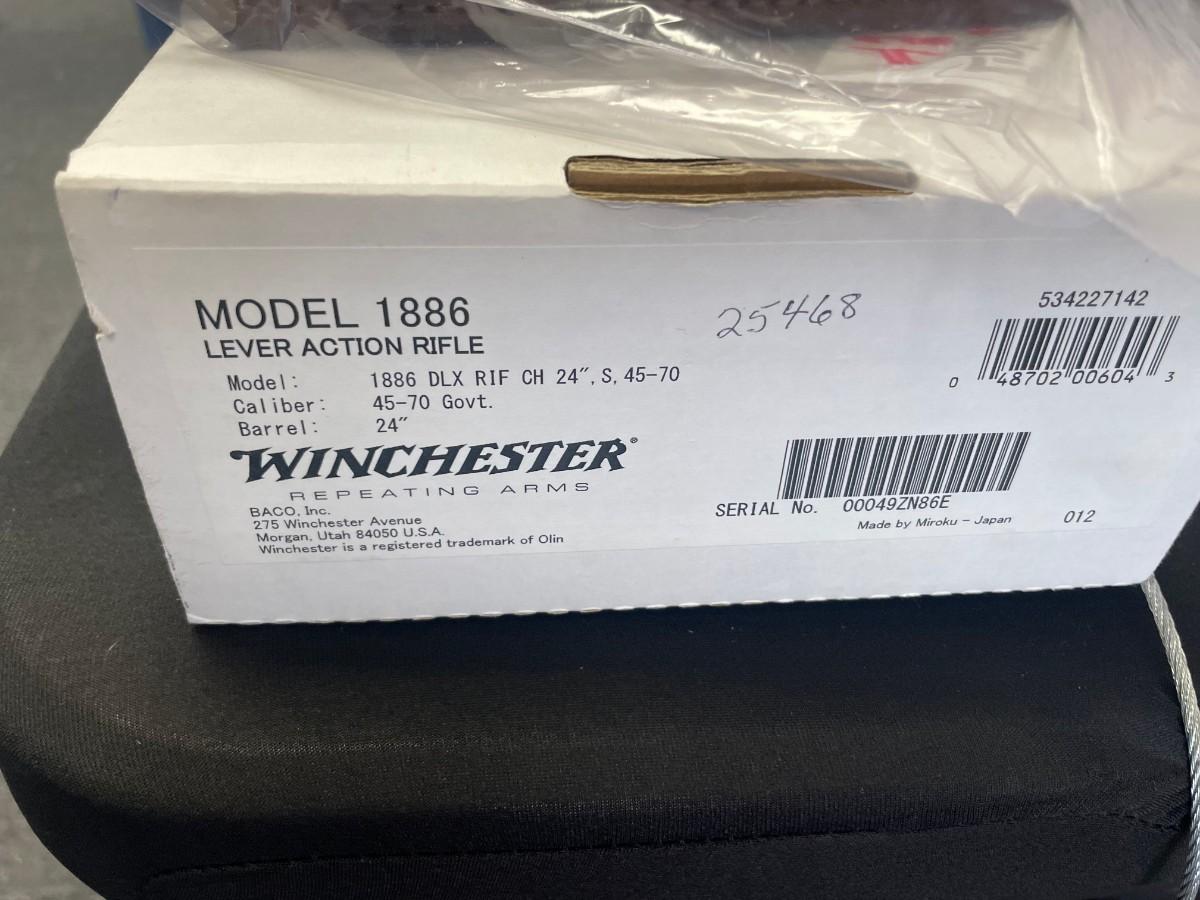 MODEL 1886
LEVER ACTION RIFLE
Model: 1886 DLX RIF CH 24", S, 45-70
Caliber: 45-70 Govt.
Barrel: 24"
WINCHESTER®
REPEATING ARMS
BACO, Inc.
275 Winchester Avenue
Morgan, Utah 84050 U.S.A.
Winchester is a registered trademark of Olin
25468
534227142
0 48702 00604 3
SERIAL No. 00049ZN86E
Made by Miroku - Japan 012